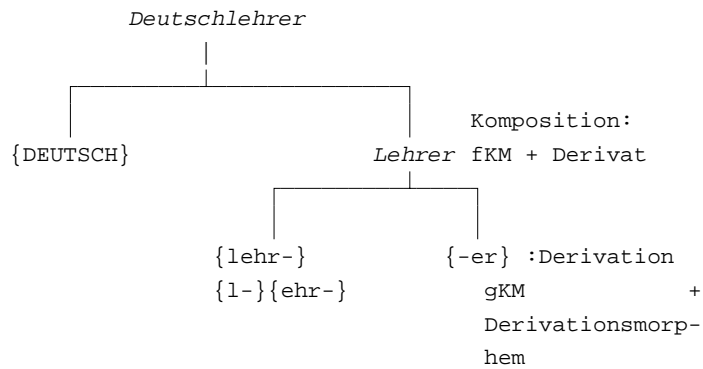 Deutschlehrer
Komposition:
{DEUTSCH} Lehrer fKM + Derivat
{lehr-} {-er} :Derivation
{l-}{ehr-} gKM +
Derivationsmorp-
hem